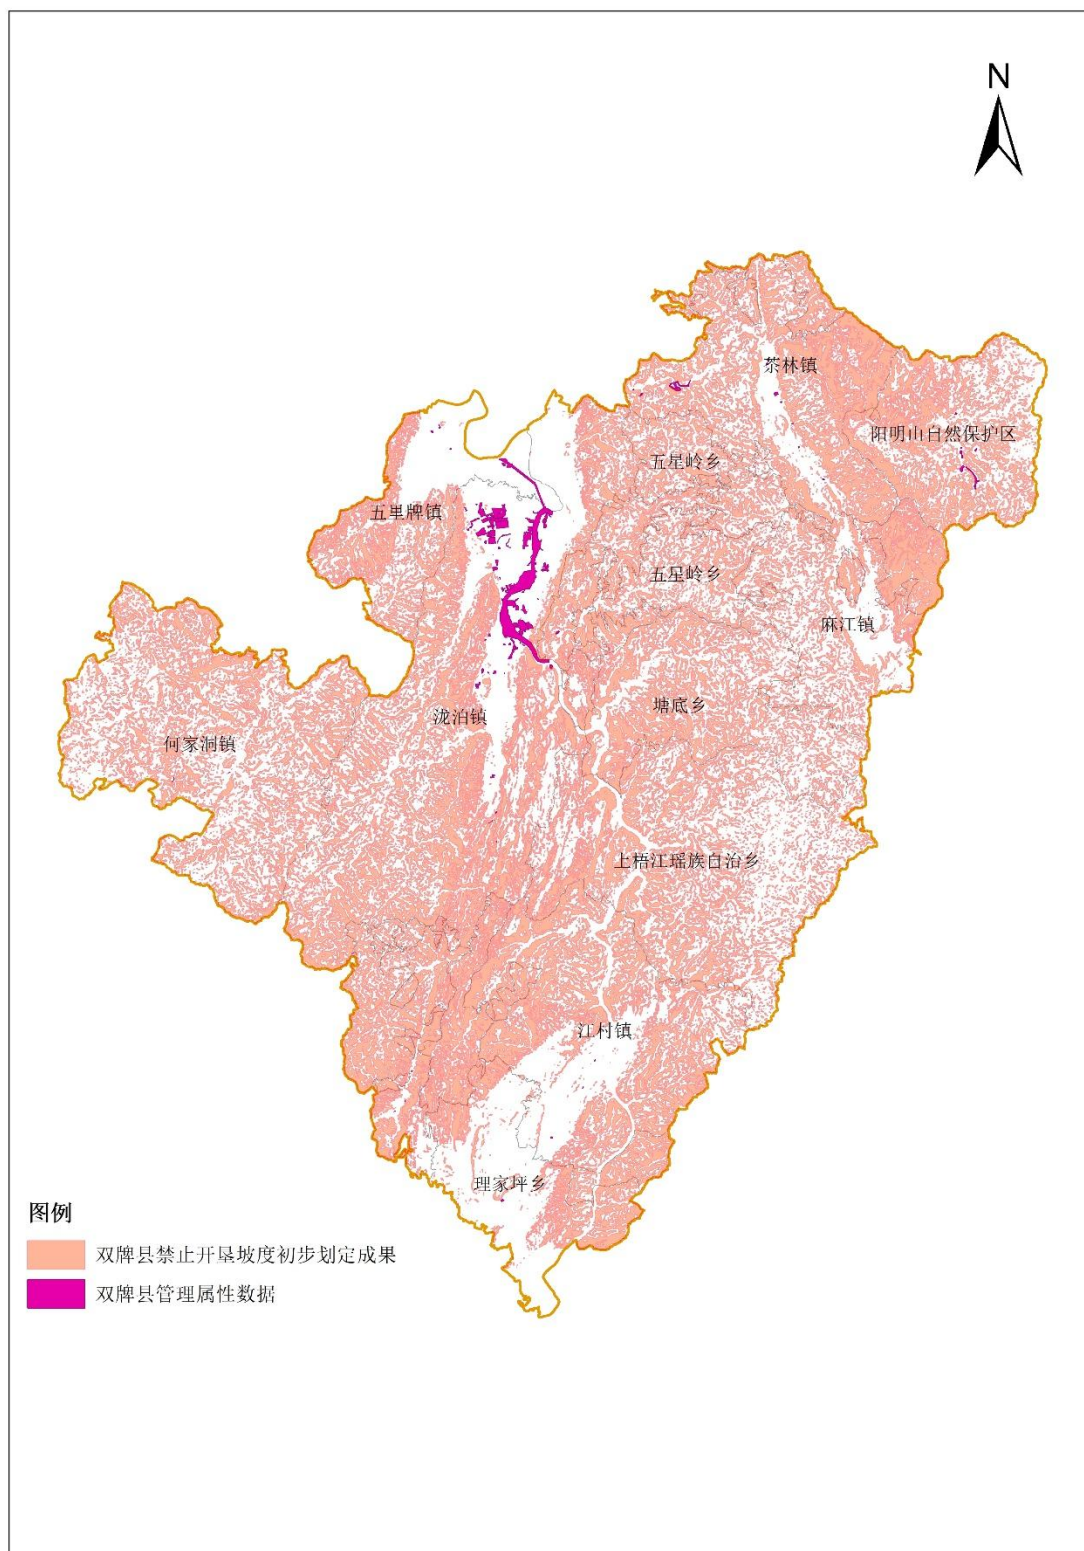 N
茶林镇
阳明山自然保护区
五星岭乡
五里牌镇
五星岭乡
麻江镇
塘底乡
泷泊镇
何家洞镇
上梧江瑶族自治乡
江村镇
理家坪乡
图例
双牌县禁止开垦坡度初步划定成果
双牌县管理属性数据